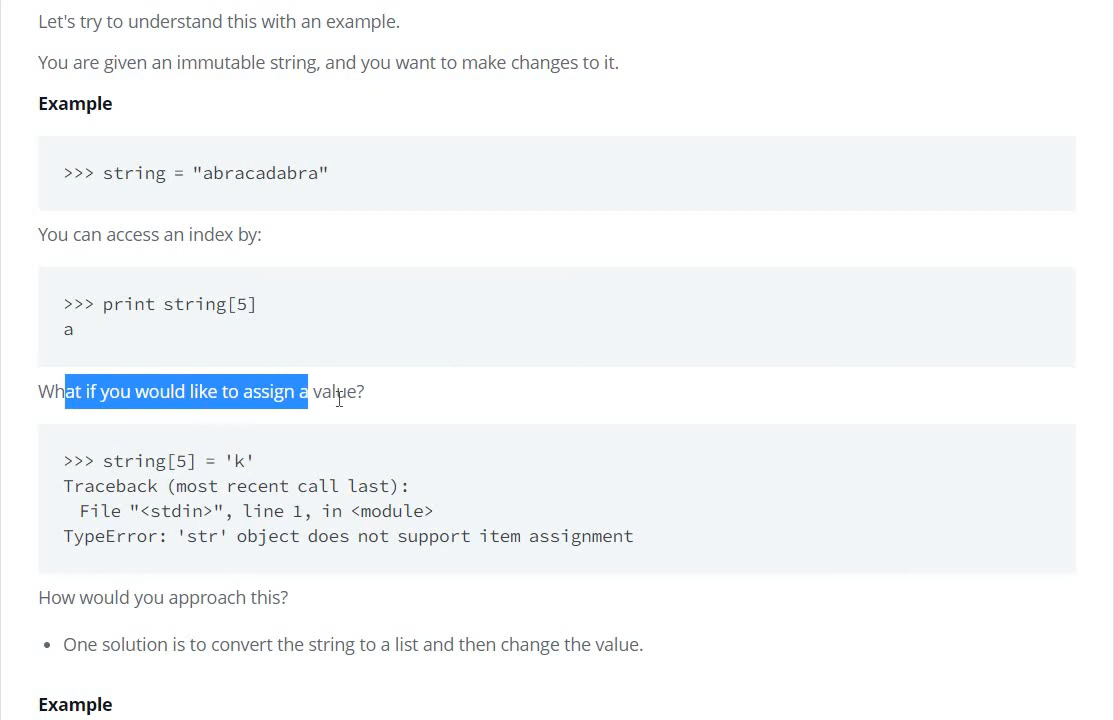 Let's try to understand this with an example.
You are given an immutable string, and you want to make changes to it.
Example
>>> string = "abracadabra"
You can access an index by:
>>> print string[5]
a
What if you would like to assign a value?
>>> string[5] = 'k'
Traceback (most recent call last):
  File "<stdin>", line 1, in <module>
TypeError: 'str' object does not support item assignment
How would you approach this?
• One solution is to convert the string to a list and then change the value.
Example